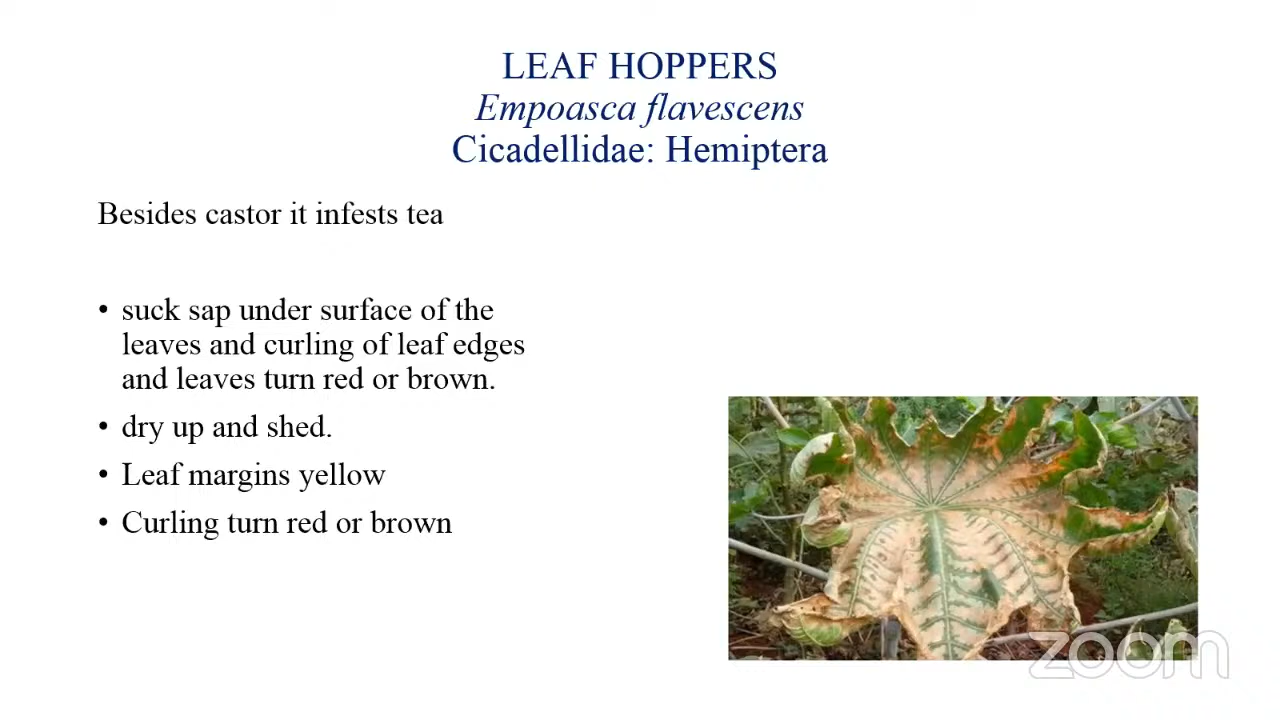 LEAF HOPPERS
Empoasca flavescens
Cicadellidae: Hemiptera
Besides castor it infests tea
• suck sap under surface of the
leaves and curling of leaf edges
and leaves turn red or brown.
• dry up and shed.
• Leaf margins yellow
• Curling turn red or brown
zoom